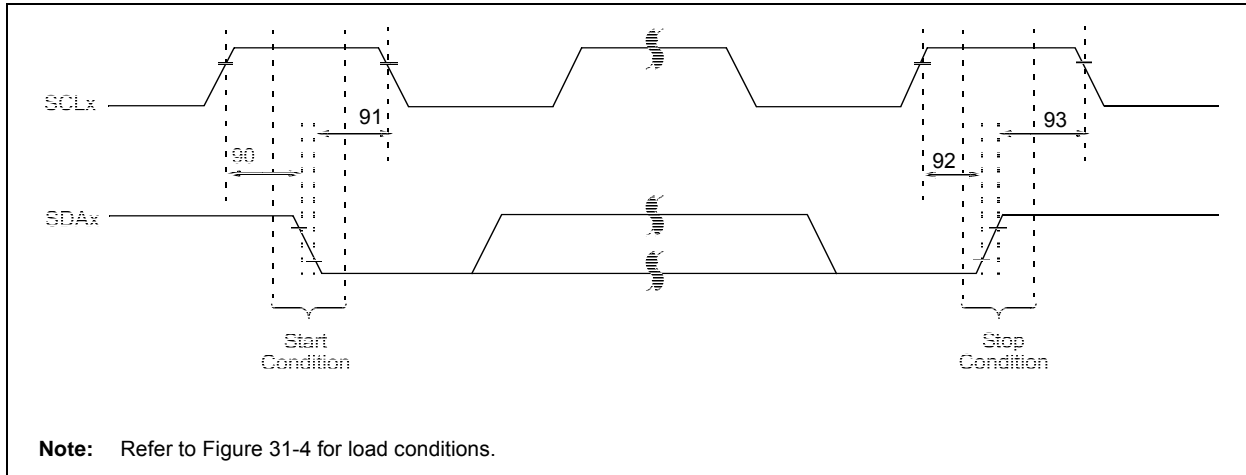 SCLx
91
93
90
92
SDAx
Start
Condition
Stop
Condition
Note: Refer to Figure 31-4 for load conditions.